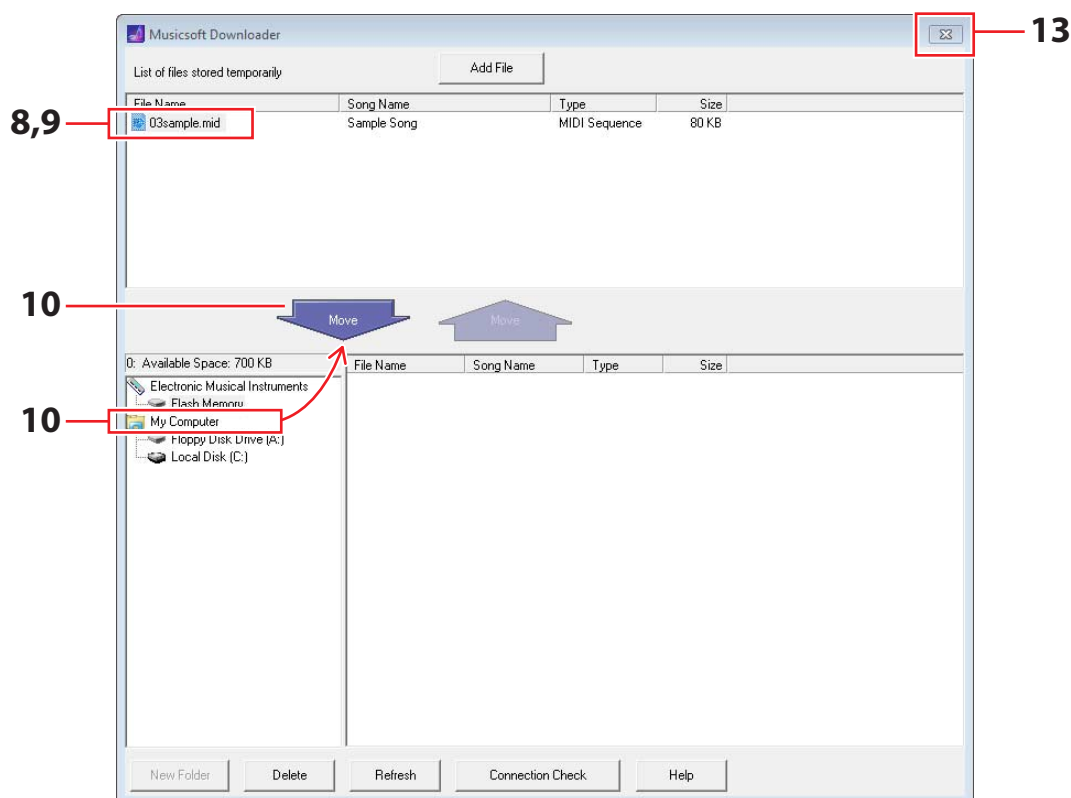 Musicsoft Downloader
13
List of files stored temporarily
Add File
File Name Song Name Type Size
8,9
03sample.mid Sample Song MIDI Sequence 80 KB
10
Move
Move
0: Available Space: 700 KB
File Name Song Name Type Size
Electronic Musical Instruments
Flash Memory
10
My Computer
Floppy Disk Drive (A:)
Local Disk (C:)
New Folder Delete Refresh Connection Check Help